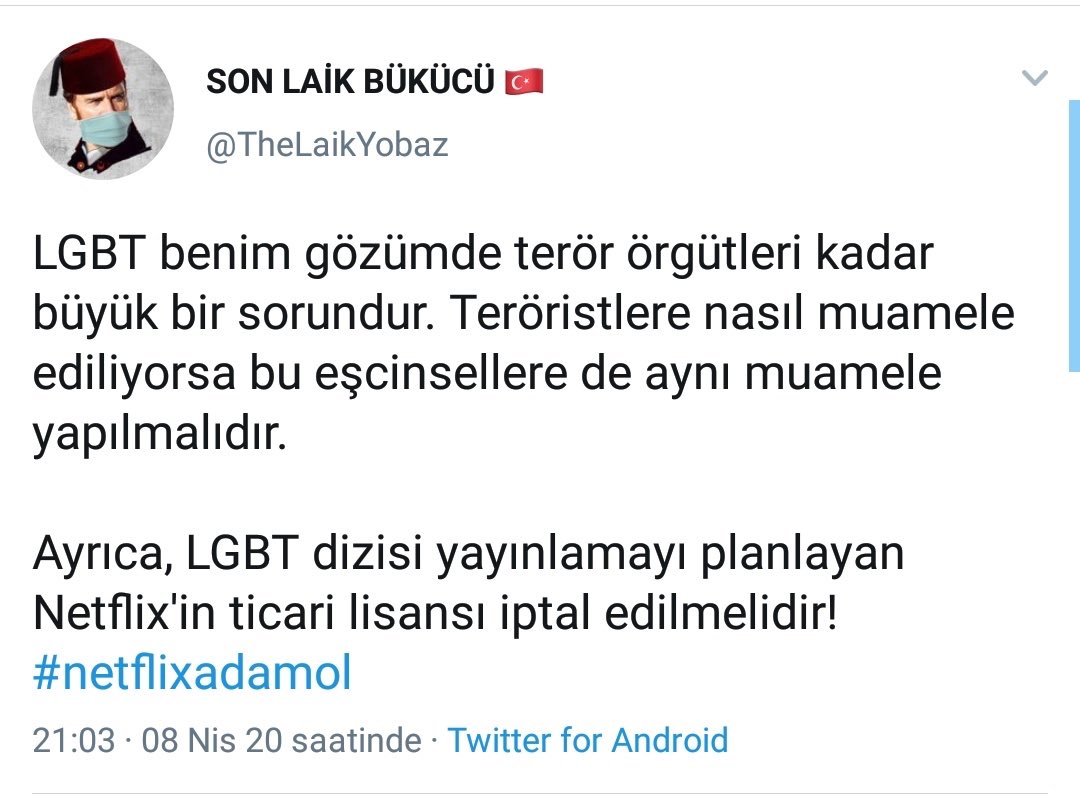 SON LAİK BÜKÜCÜ 🇹🇷
@TheLaikYobaz
LGBT benim gözümde terör örgütleri kadar
büyük bir sorundur. Teröristlere nasıl muamele
ediliyorsa bu eşcinsellere de aynı muamele
yapılmalıdır.
Ayrıca, LGBT dizisi yayınlamayı planlayan
Netflix'in ticari lisansı iptal edilmelidir!
#netflixadamol
21:03 · 08 Nis 20 saatinde · Twitter for Android